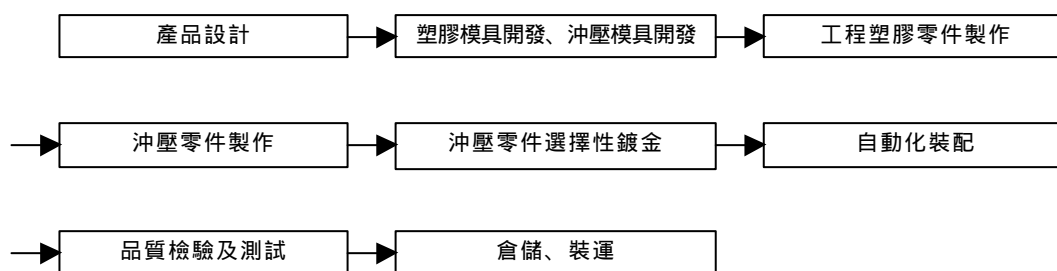 產品設計
塑膠模具開發、沖壓模具開發
工程塑膠零件製作
沖壓零件製作
沖壓零件選擇性鍍金
自動化裝配
品質檢驗及測試
倉儲、裝運